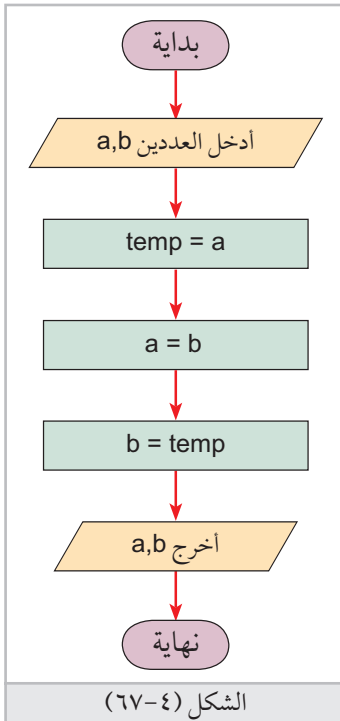 بداية
أدخل العددين a,b
temp = a
a = b
b = temp
أخرج a,b
نهاية
الشكل (٤-٦٧)